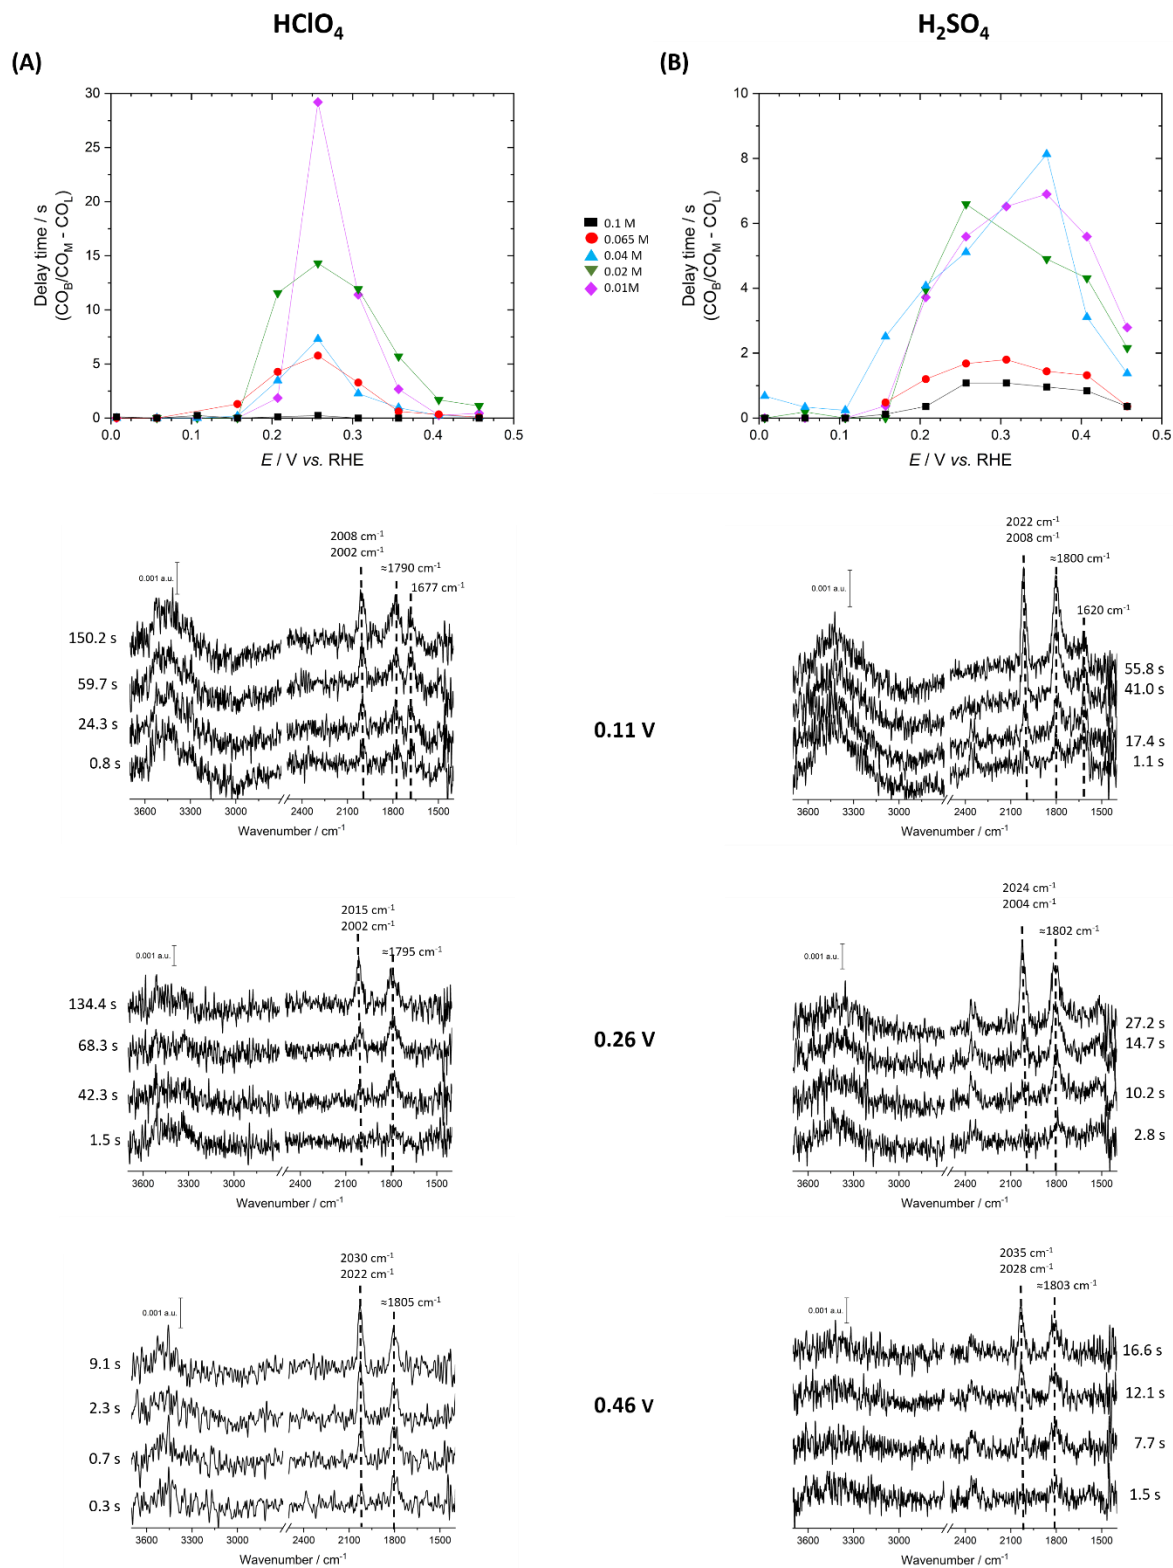 HClO4
H2SO4
(A)
(B)
30
25
20
15
10
5
0
Delay time / s
(COB/COM - COL)
0.0
0.1
0.2
0.3
0.4
0.5
E / V vs. RHE
0.1 M
0.065 M
0.04 M
0.02 M
0.01M
10
8
6
4
2
0
Delay time / s
(COB/COM - COL)
0.0
0.1
0.2
0.3
0.4
0.5
E / V vs. RHE
2008 cm-1
2002 cm-1
≈1790 cm-1
1677 cm-1
0.001 a.u.
150.2 s
59.7 s
24.3 s
0.8 s
3600
3300
3000
2400
2100
1800
1500
Wavenumber / cm-1
0.11 V
2022 cm-1
2008 cm-1
≈1800 cm-1
1620 cm-1
0.001 a.u.
55.8 s
41.0 s
17.4 s
1.1 s
3600
3300
3000
2400
2100
1800
1500
Wavenumber / cm-1
2015 cm-1
2002 cm-1
≈1795 cm-1
0.001 a.u.
134.4 s
68.3 s
42.3 s
1.5 s
3600
3300
3000
2400
2100
1800
1500
Wavenumber / cm-1
0.26 V
2024 cm-1
2004 cm-1
≈1802 cm-1
0.001 a.u.
27.2 s
14.7 s
10.2 s
2.8 s
3600
3300
3000
2400
2100
1800
1500
Wavenumber / cm-1
2030 cm-1
2022 cm-1
≈1805 cm-1
0.001 a.u.
9.1 s
2.3 s
0.7 s
0.3 s
3600
3300
3000
2400
2100
1800
1500
Wavenumber / cm-1
0.46 V
2035 cm-1
2028 cm-1
≈1803 cm-1
0.001 a.u.
16.6 s
12.1 s
7.7 s
1.5 s
3600
3300
3000
2400
2100
1800
1500
Wavenumber / cm-1